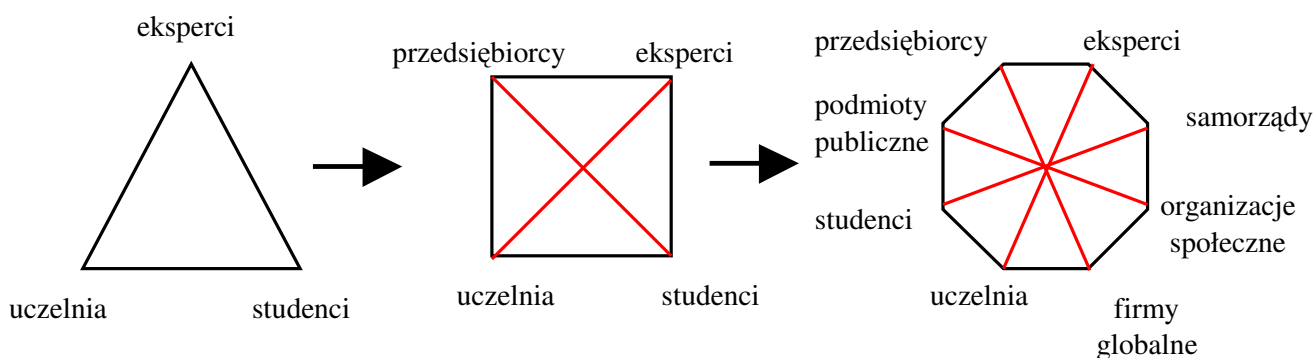 eksperci
uczelnia
studenci
przedsiębiorcy
eksperci
uczelnia
studenci
przedsiębiorcy
eksperci
podmioty
publiczne
samorządy
studenci
organizacje
społeczne
uczelnia
firmy
globalne